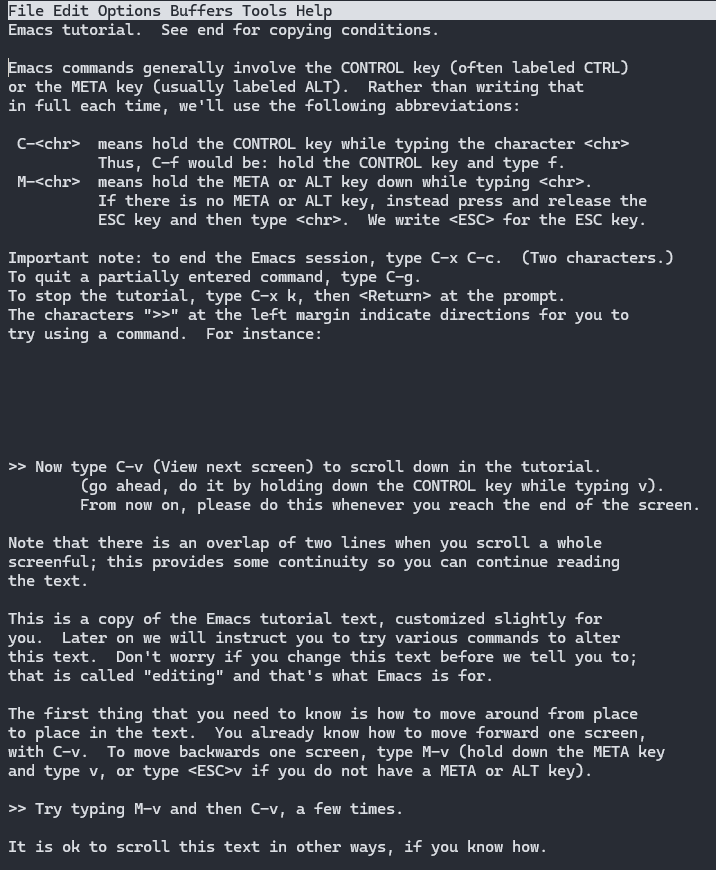 File Edit Options Buffers Tools Help
Emacs tutorial.  See end for copying conditions.

Emacs commands generally involve the CONTROL key (often labeled CTRL)
or the META key (usually labeled ALT).  Rather than writing that
in full each time, we'll use the following abbreviations:

 C-<chr>  means hold the CONTROL key while typing the character <chr>
          Thus, C-f would be: hold the CONTROL key and type f.
 M-<chr>  means hold the META or ALT key down while typing <chr>.
          If there is no META or ALT key, instead press and release the
          ESC key and then type <chr>.  We write <ESC> for the ESC key.

Important note: to end the Emacs session, type C-x C-c.  (Two characters.)
To quit a partially entered command, type C-g.
To stop the tutorial, type C-x k, then <Return> at the prompt.
The characters ">>" at the left margin indicate directions for you to
try using a command.  For instance:

>> Now type C-v (View next screen) to scroll down in the tutorial.
        (go ahead, do it by holding down the CONTROL key while typing v).
        From now on, please do this whenever you reach the end of the screen.

Note that there is an overlap of two lines when you scroll a whole
screenful; this provides some continuity so you can continue reading
the text.

This is a copy of the Emacs tutorial text, customized slightly for
you.  Later on we will instruct you to try various commands to alter
this text.  Don't worry if you change this text before we tell you to;
that is called "editing" and that's what Emacs is for.

The first thing that you need to know is how to move around from place
to place in the text.  You already know how to move forward one screen,
with C-v.  To move backwards one screen, type M-v (hold down the META key
and type v, or type <ESC>v if you do not have a META or ALT key).

>> Try typing M-v and then C-v, a few times.

It is ok to scroll this text in other ways, if you know how.